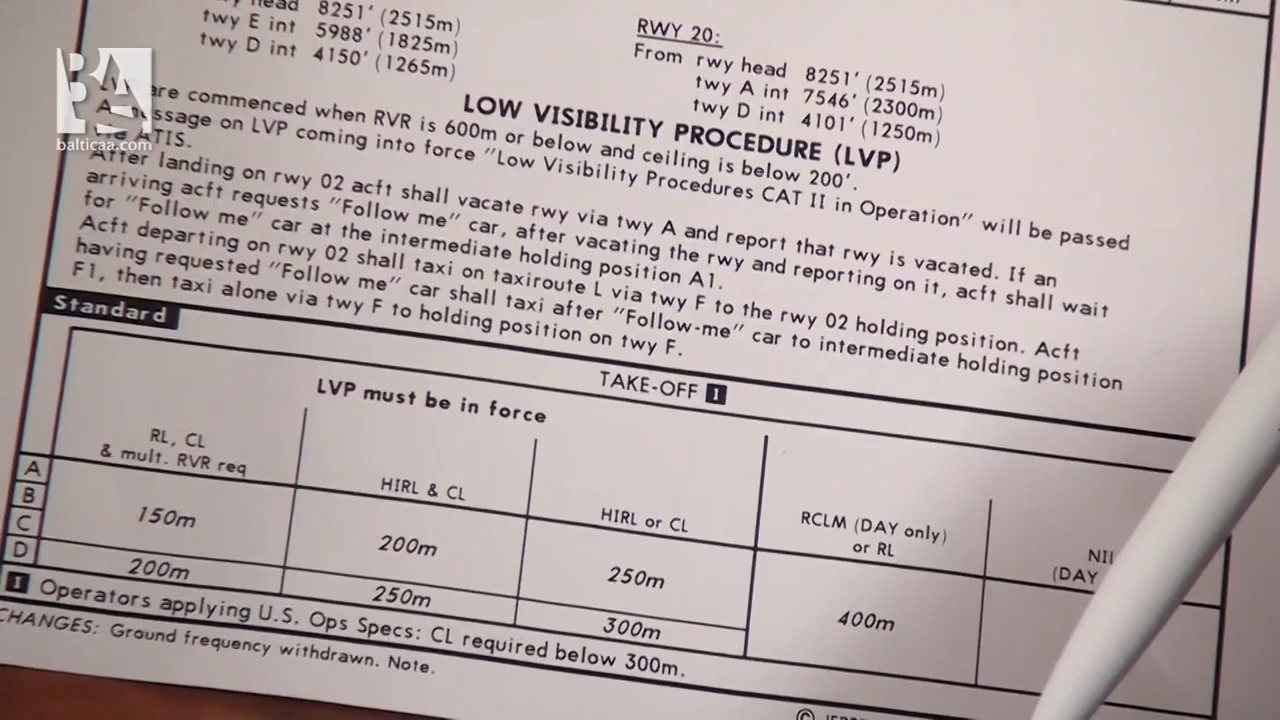 BAA
balticaa.com
head 8251' (2515m)
twy E int 5988' (1825m)
twy D int 4150' (1265m)
RWY 20:
From rwy head 8251' (2515m)
twy A int 7546' (2300m)
twy D int 4101' (1250m)
LOW VISIBILITY PROCEDURE (LVP)
LVP are commenced when RVR is 600m or below and ceiling is below 200'.
A message on LVP coming into force "Low Visibility Procedures CAT II in Operation" will be passed
via ATIS.
After landing on rwy 02 acft shall vacate rwy via twy A and report that rwy is vacated. If an
arriving acft requests "Follow me" car, after vacating the rwy and reporting on it, acft shall wait
for "Follow me" car at the intermediate holding position A1.
Acft departing on rwy 02 shall taxi on taxiroute L via twy F to the rwy 02 holding position. Acft
having requested "Follow me" car shall taxi after "Follow-me" car to intermediate holding position
F1, then taxi alone via twy F to holding position on twy F.
Standard
TAKE-OFF 1
LVP must be in force
RL, CL
& mult. RVR req
HIRL & CL
HIRL or CL
RCLM (DAY only)
or RL
NIL
(DAY
A
B
C
D
150m
200m
250m
400m
200m
250m
300m
1 Operators applying U.S. Ops Specs: CL required below 300m.
CHANGES: Ground frequency withdrawn. Note.
©